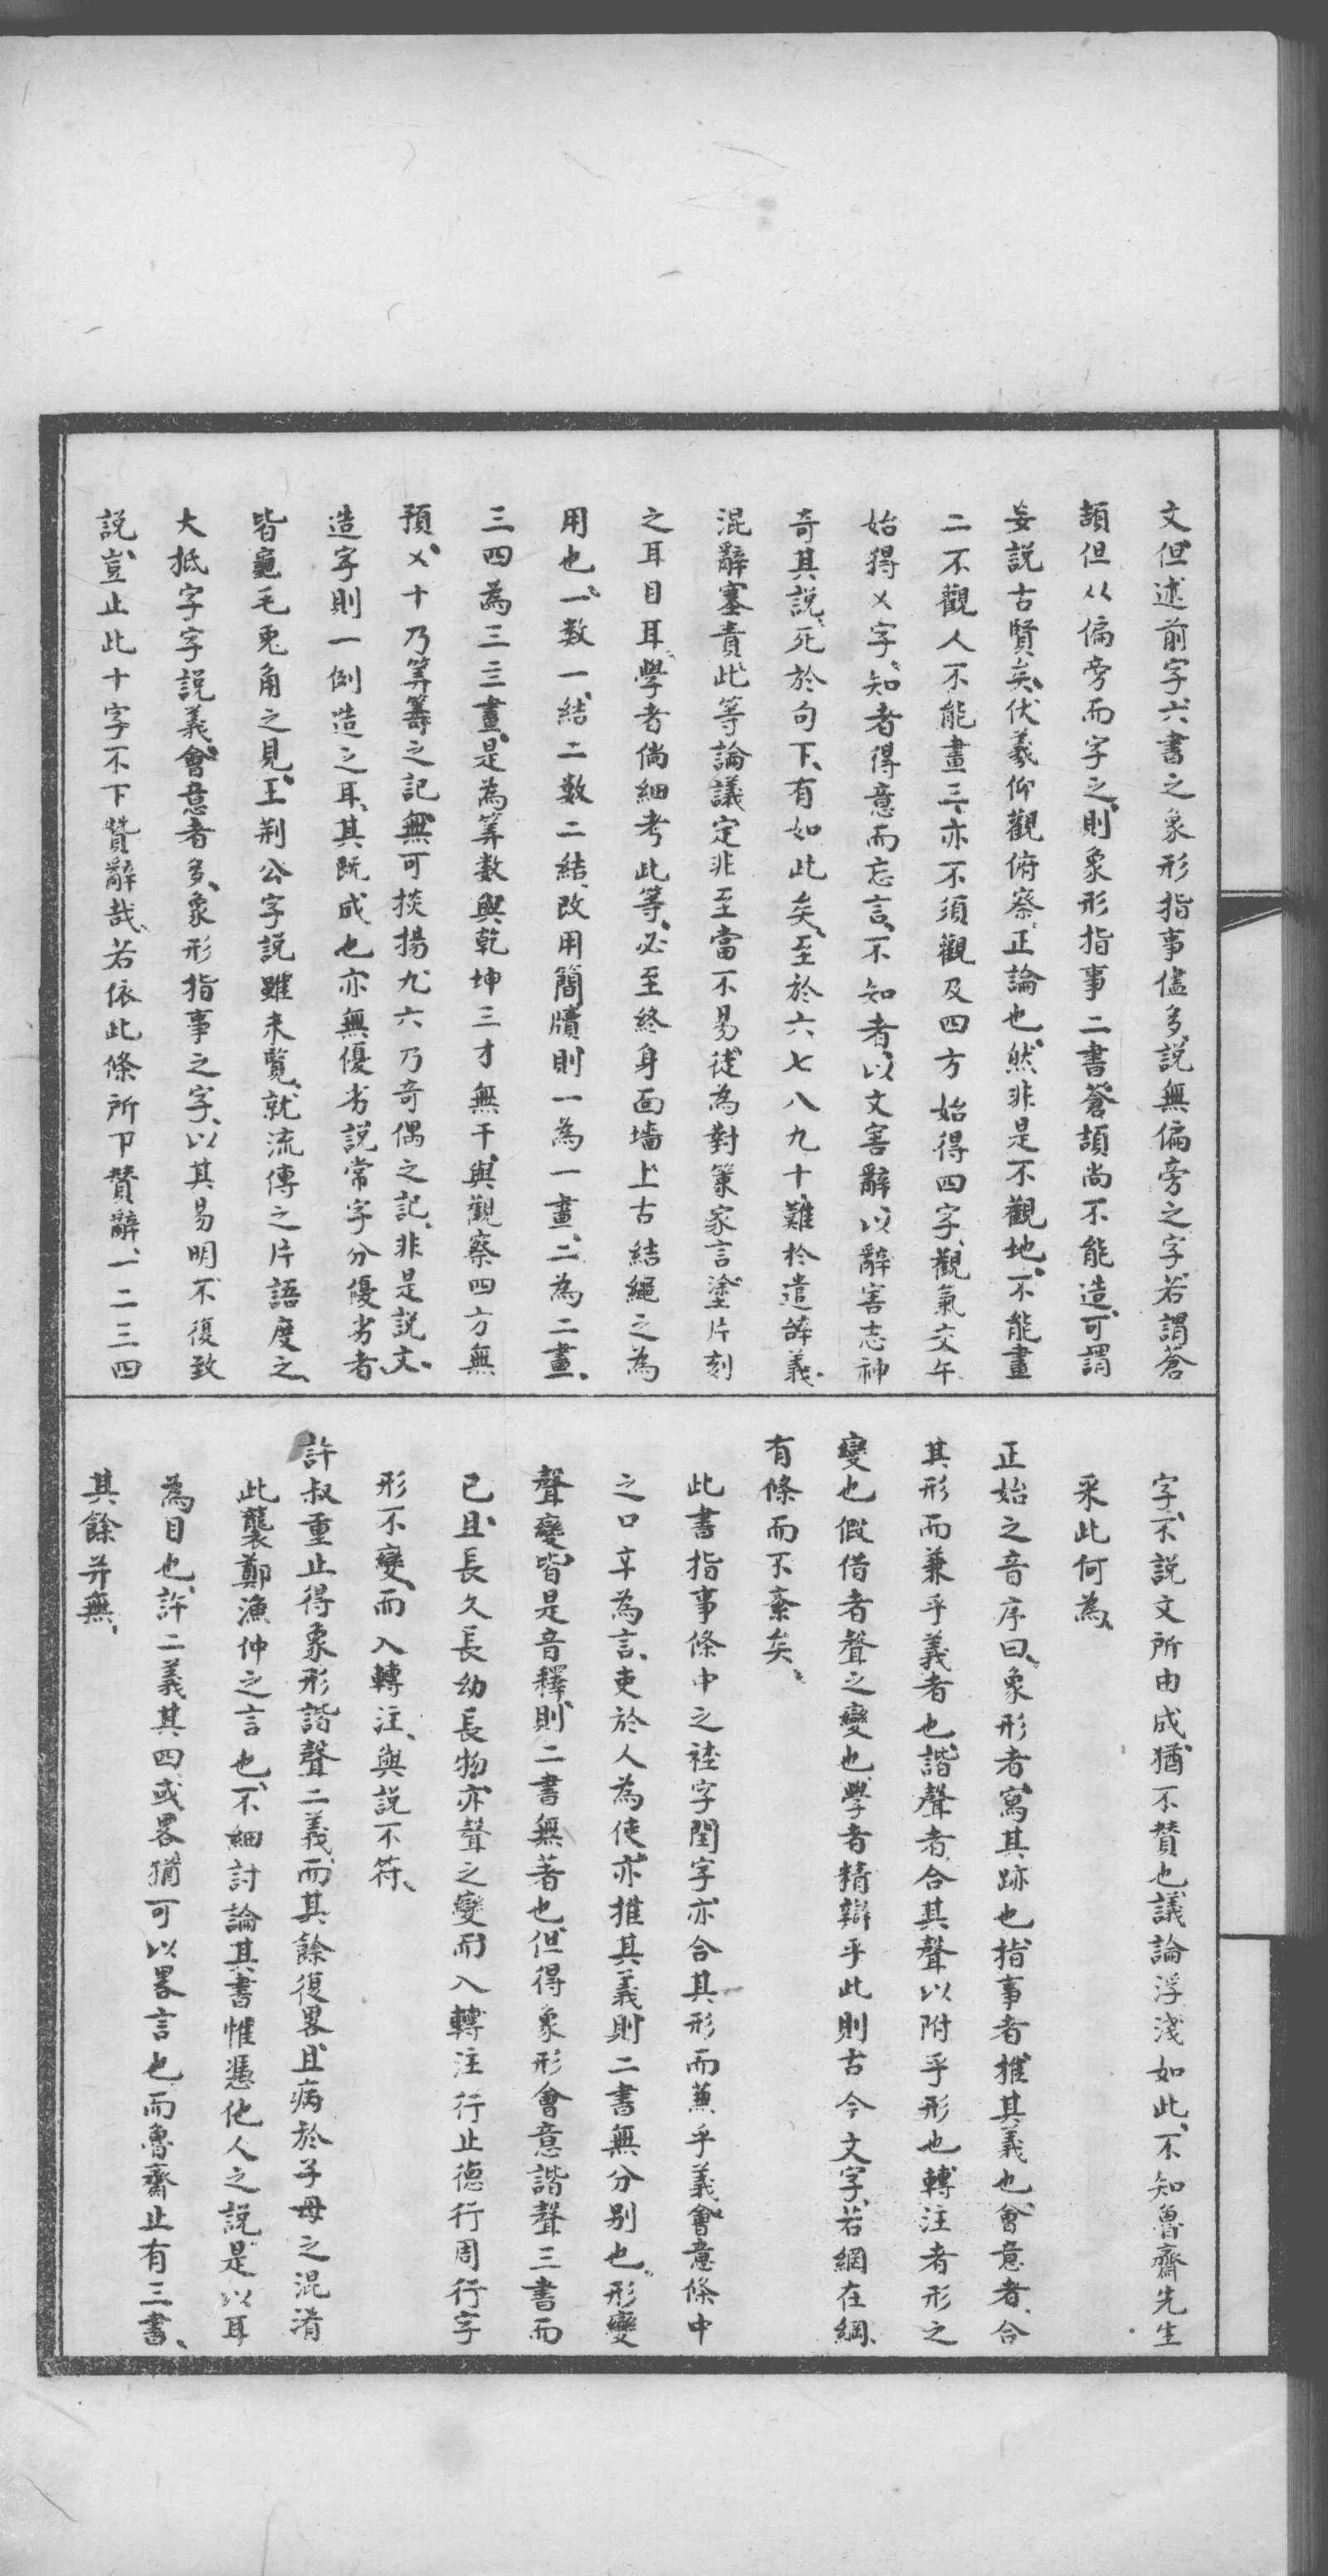 文、但述前字、六書之象形指事儘多、說無偏旁之字、若謂蒼
頡但从偏旁而字之、則象形指事二書蒼頡尚不能造、可謂
妄說古賢矣、伏羲仰觀俯察、正論也、然非是不觀地、不能畫
二、不觀人不能畫三、亦不須觀及四方始得四字、觀氣交午
始得㐅字、知者得意而忘言、不知者以文害辭以辭害志、神
奇其說、死於句下、有如此矣、至於六七八九十難於遣辭義、
混辭塞責、此等論議定非至當不易、徒為對策家言塗片刻
之耳目耳、學者倘細考此等、必至終身面墻、上古結繩之為
用也、一數一結、二數二結、改用簡牘則一為一畫、二為二畫、
三四為三亖畫、是為筭數、與乾坤三才無干、與觀察四方無
預、㐅十乃筭籌之記、無可揆揚、九六乃奇偶之記、非是說文、
造字則一例造之耳、其既成也亦無優劣、說常字分優劣者
皆龜毛兎角之見、王荆公字說雖未覽、就流傳之片語度之、
大抵字字說義、會意者多、象形指事之字、以其易明不復致
說、豈止此十字不下贊辭哉、若依此條所下贊辭、一二三四
字、不說文所由成、猶不贊也、議論浮淺如此、不知魯齋先生
采此何為、
正始之音序曰、象形者、寫其跡也、指事者、推其義也、會意者、合
其形而兼乎義者也、諧聲者、合其聲以附乎形也、轉注者、形之
變也、假借者、聲之變也、學者精辯乎此、則古今文字、若網在綱、
有條而不紊矣、
此書指事條中之祍字閏字亦合其形而兼乎義、會意條中
之口䇂為言、吏於人為使、亦推其義、則二書無分别也、形變
聲變皆是音釋、則二書無著也、但得象形會意諧聲三書而
已、且長久長幼長物、亦聲之變而入轉注、行止德行周行、字
形不變、而入轉注、與說不符、
許叔重止得象形諧聲二義、而其餘復畧、且病於子母之混淆
此襲鄭漁仲之言也、不細討論其書、惟憑他人之說、是以耳
為目也、許二義其四或畧、猶可以畧言也、而魯齋止有三書、
其餘并無、